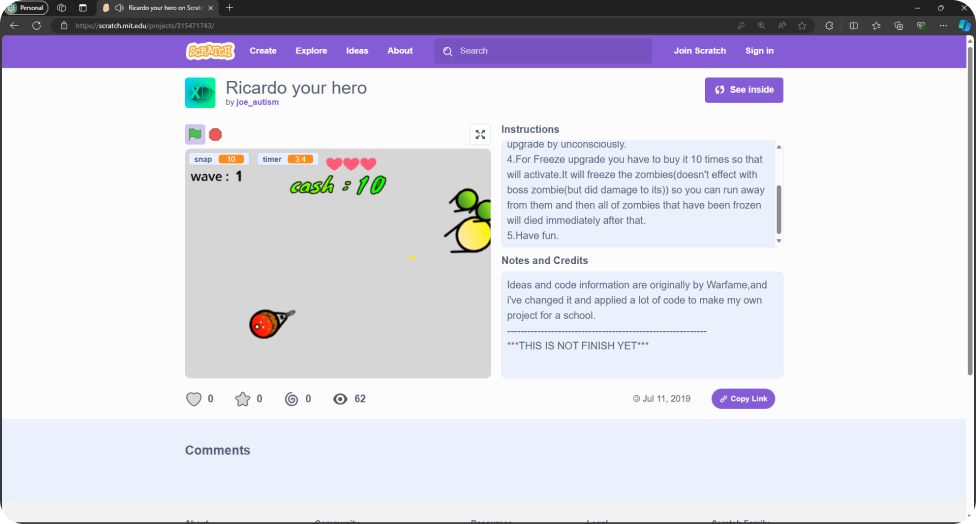 Personal
Ricardo your hero on Scratc
https://scratch.mit.edu/projects/315471743/
SCRATCH
Create
Explore
Ideas
About
Search
Join Scratch
Sign in
XD
Ricardo your hero
by joe_autism
See inside
snap 10
timer 3.4
wave : 1
cash : 10
Instructions
upgrade by unconsciously.
4.For Freeze upgrade you have to buy it 10 times so that
will activate.It will freeze the zombies(doesn't effect with
boss zombie(but did damage to its)) so you can run away
from them and then all of zombies that have been frozen
will died immediately after that.
5.Have fun.
Notes and Credits
Ideas and code information are originally by Warfame,and
i've changed it and applied a lot of code to make my own
project for a school.
-----------------------------------------------------------
***THIS IS NOT FINISH YET***
0
0
0
62
© Jul 11, 2019
Copy Link
Comments
About
Community
Resources
Legal
Scratch Family